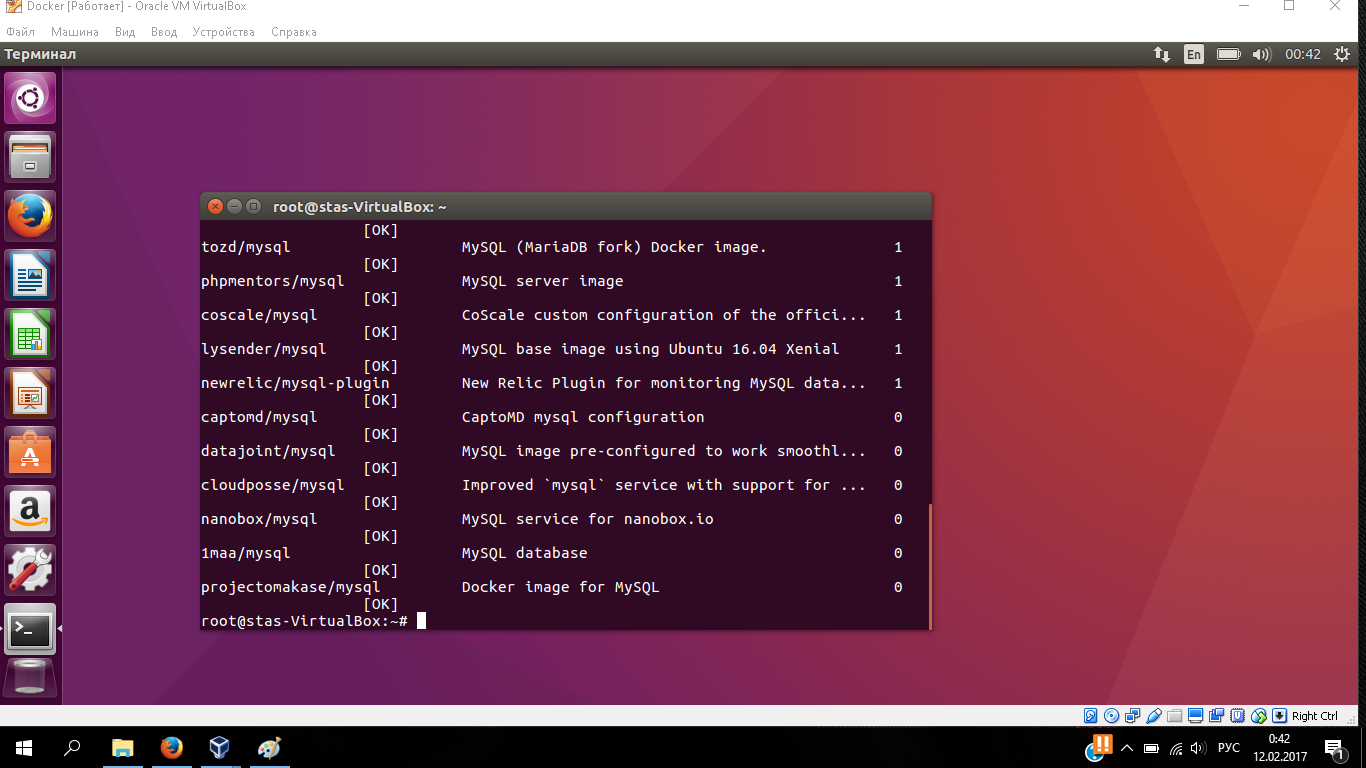 Docker [Работает] - Oracle VM VirtualBox
Файл Машина Вид Ввод Устройства Справка
Терминал En 00:42
root@stas-VirtualBox: ~
[OK]
tozd/mysql MySQL (MariaDB fork) Docker image. 1
[OK]
phpmentors/mysql MySQL server image 1
[OK]
coscale/mysql CoScale custom configuration of the offici... 1
[OK]
lysender/mysql MySQL base image using Ubuntu 16.04 Xenial 1
[OK]
newrelic/mysql-plugin New Relic Plugin for monitoring MySQL data... 1
[OK]
captomd/mysql CaptoMD mysql configuration 0
[OK]
datajoint/mysql MySQL image pre-configured to work smoothl... 0
[OK]
cloudposse/mysql Improved `mysql` service with support for ... 0
[OK]
nanobox/mysql MySQL service for nanobox.io 0
[OK]
1maa/mysql MySQL database 0
[OK]
projectomakase/mysql Docker image for MySQL 0
[OK]
root@stas-VirtualBox:~#
Right Ctrl
РУС
0:42
12.02.2017
1